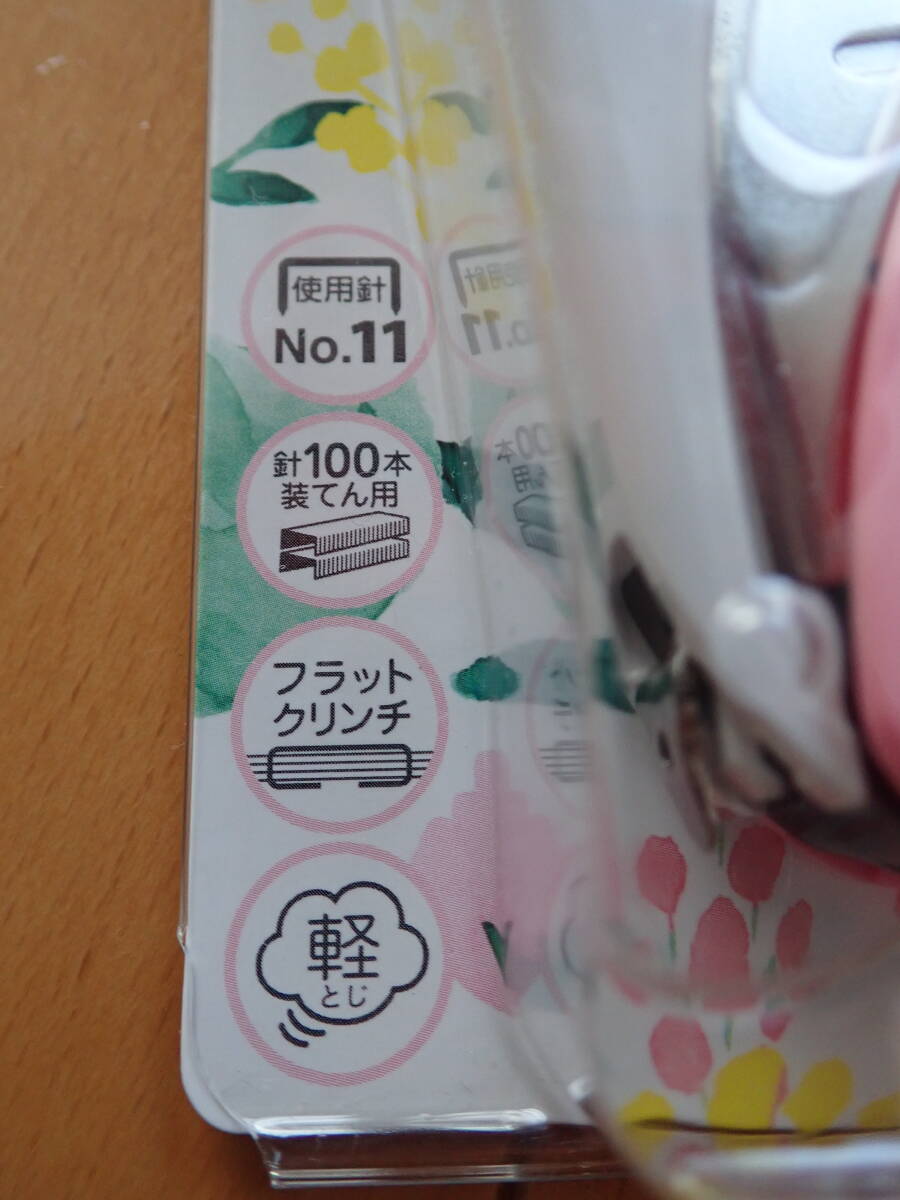 使用針
No.11
針100本
装てん用
フラット
クリンチ
軽
とじ